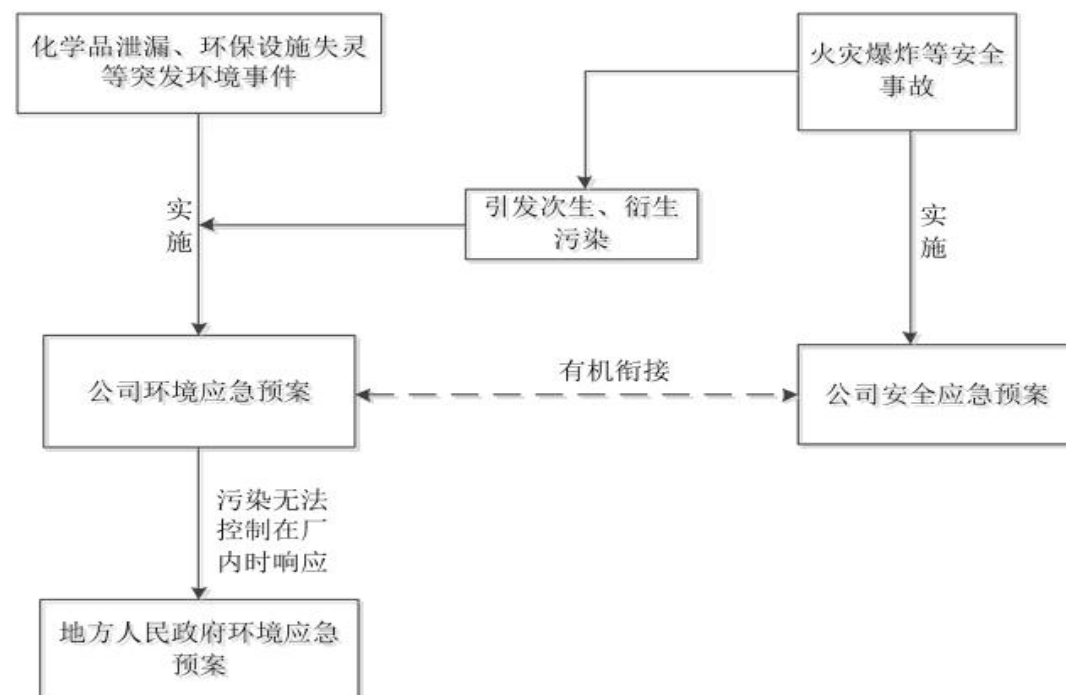 化学品泄漏、环保设施失灵
等突发环境事件
火灾爆炸等安全
事故
引发次生、衍生
污染
实
施
实
施
公司环境应急预案
有机衔接
公司安全应急预案
污染无法
控制在厂
内时响应
地方人民政府环境应急
预案